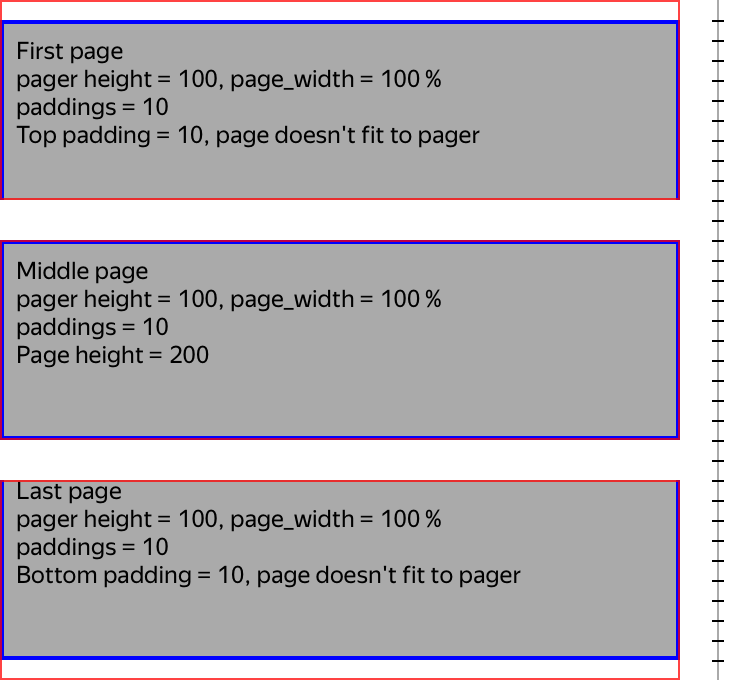 First page
pager height = 100, page_width = 100 %
paddings = 10
Top padding = 10, page doesn't fit to pager
Middle page
pager height = 100, page_width = 100 %
paddings = 10
Page height = 200
Last page
pager height = 100, page_width = 100 %
paddings = 10
Bottom padding = 10, page doesn't fit to pager